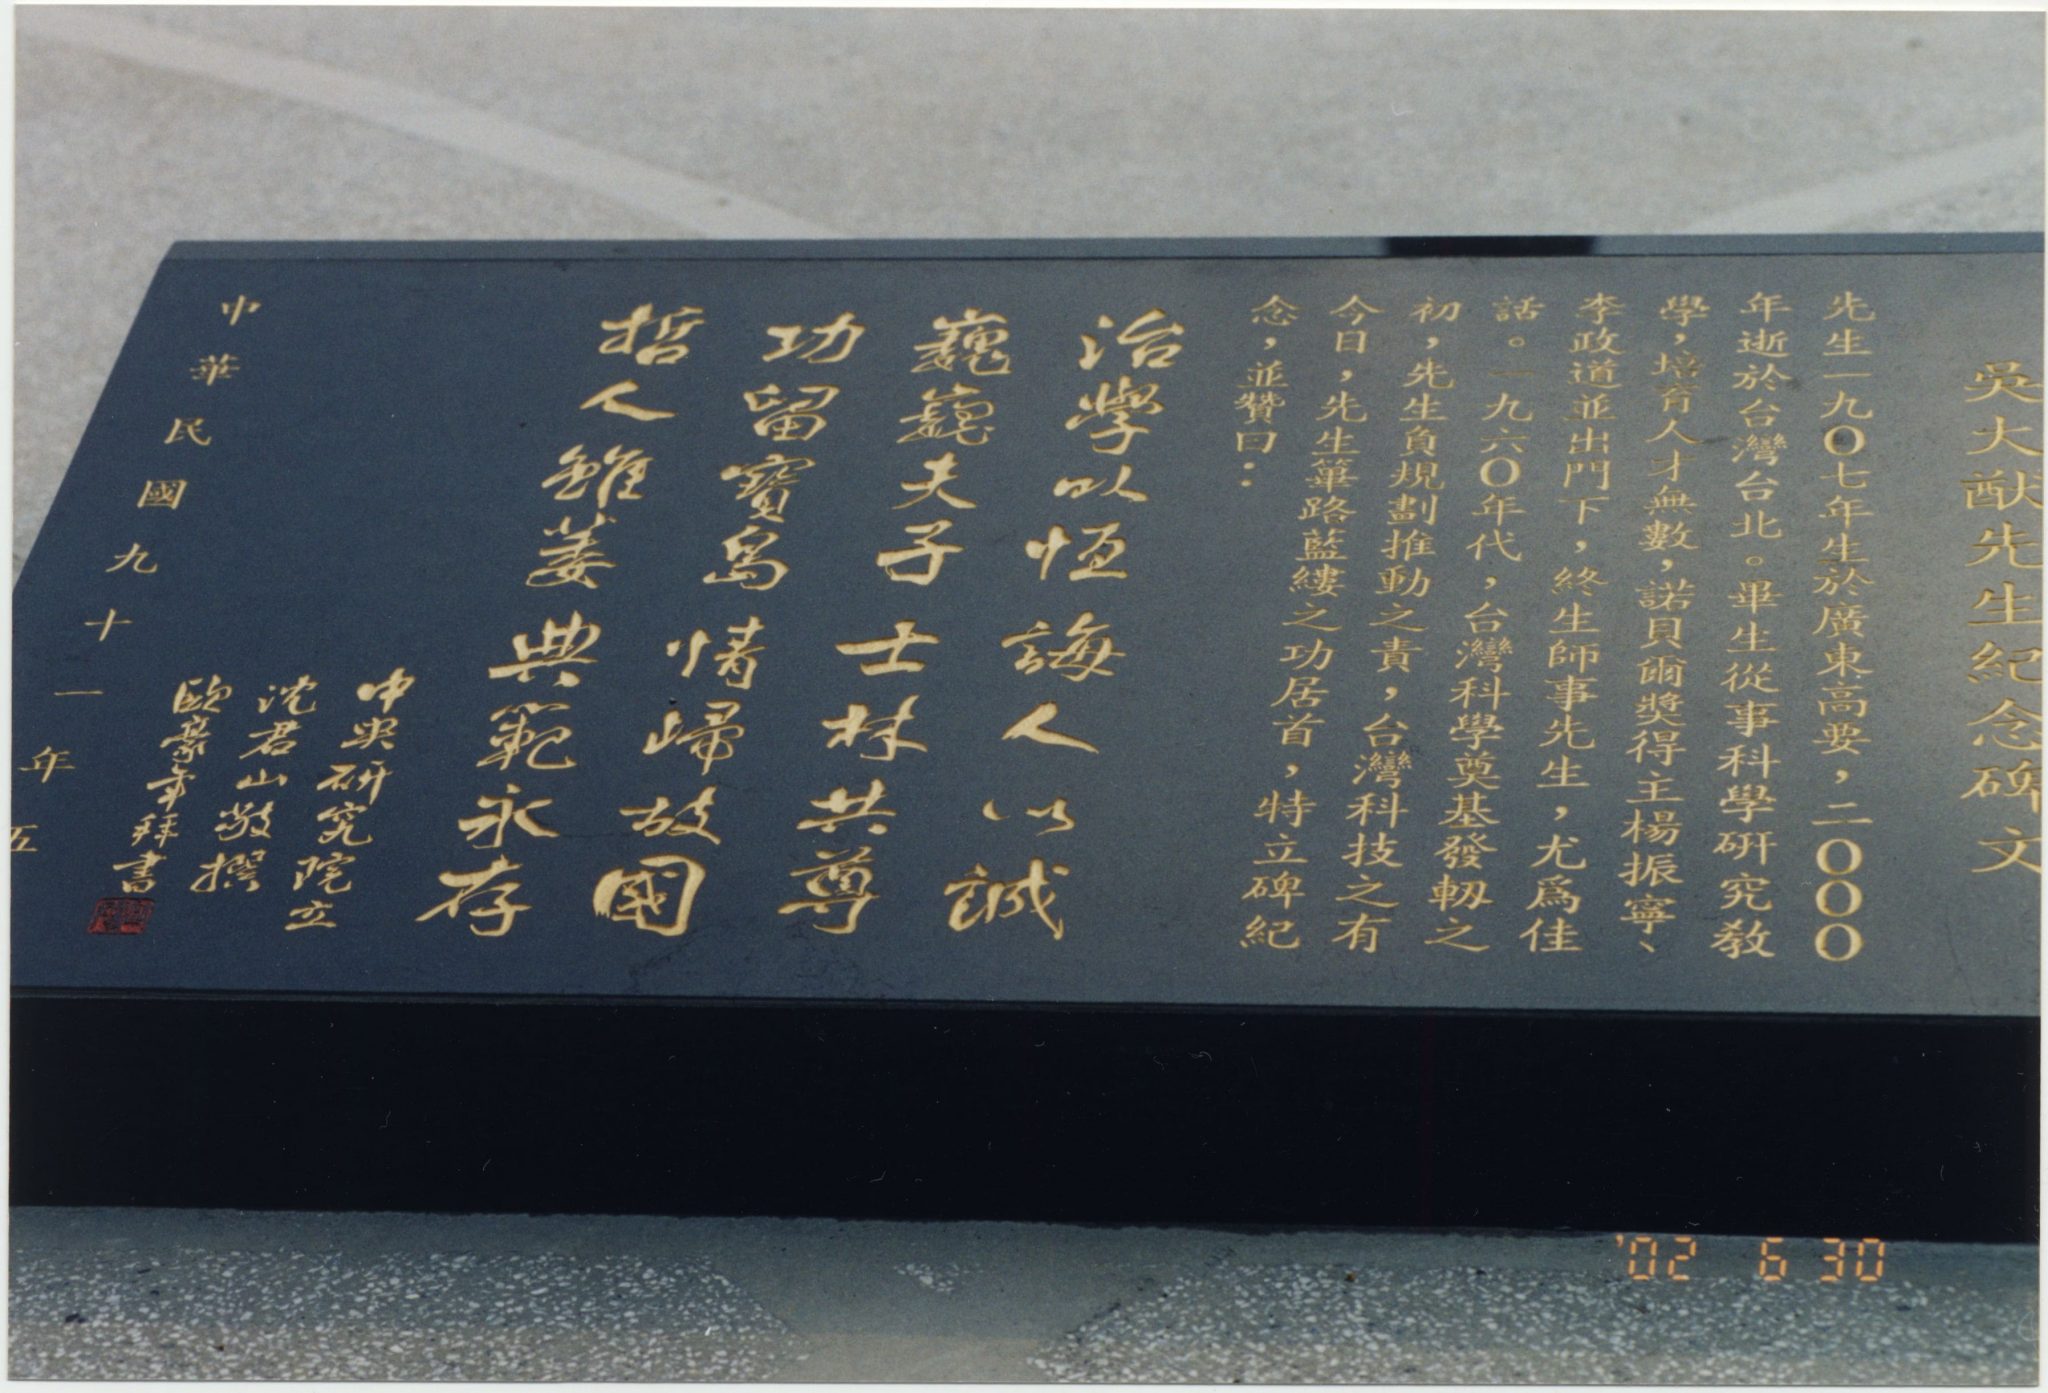 吳大猷先生紀念碑文
先生一九〇七年生於廣東高要，二〇〇〇
年逝於台灣台北。畢生從事科學研究教
學，培育人才無數，諾貝爾獎得主楊振寧、
李政道並出門下，終生師事先生，尤為佳
話。一九六〇年代，台灣科學奠基發軔之
初，先生負規劃推動之責，台灣科技之有
今日，先生篳路藍縷之功居首，特立碑紀
念，並贊曰：
治學以恆誨人以誠
巍巍夫子士林共尊
功留寶島情歸故國
哲人雖萎典範永存
中央研究院立
沈君山敬撰
歐豪年拜書
中華民國九十一年五
'02 6 30